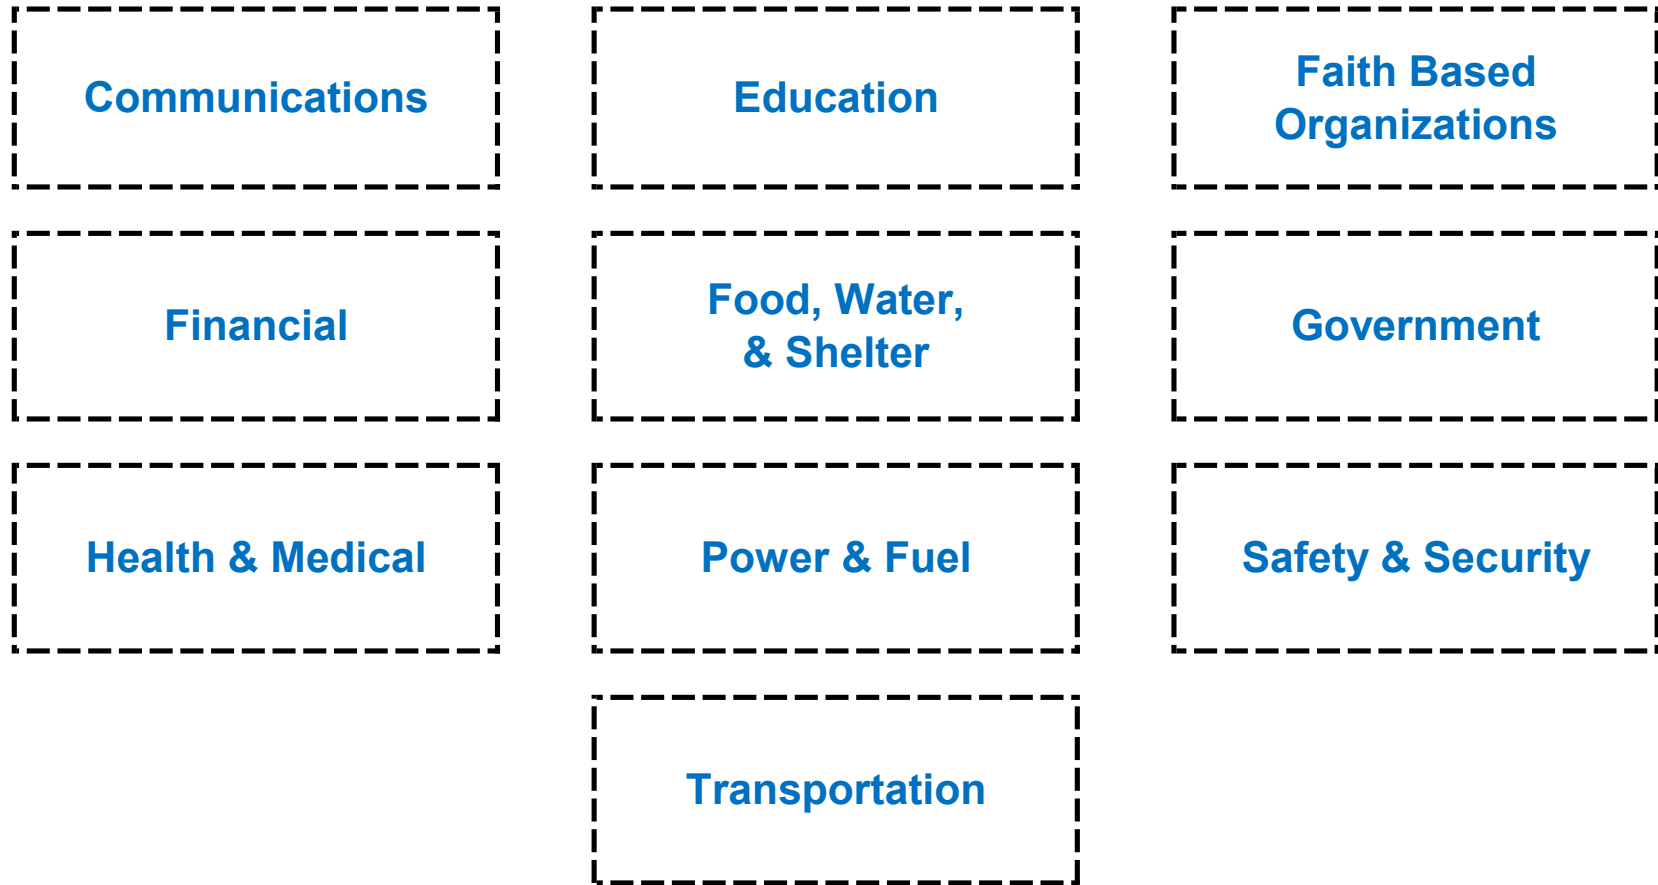 Communications
Education
Faith Based
Organizations
Financial
Food, Water,
& Shelter
Government
Health & Medical
Power & Fuel
Safety & Security
Transportation